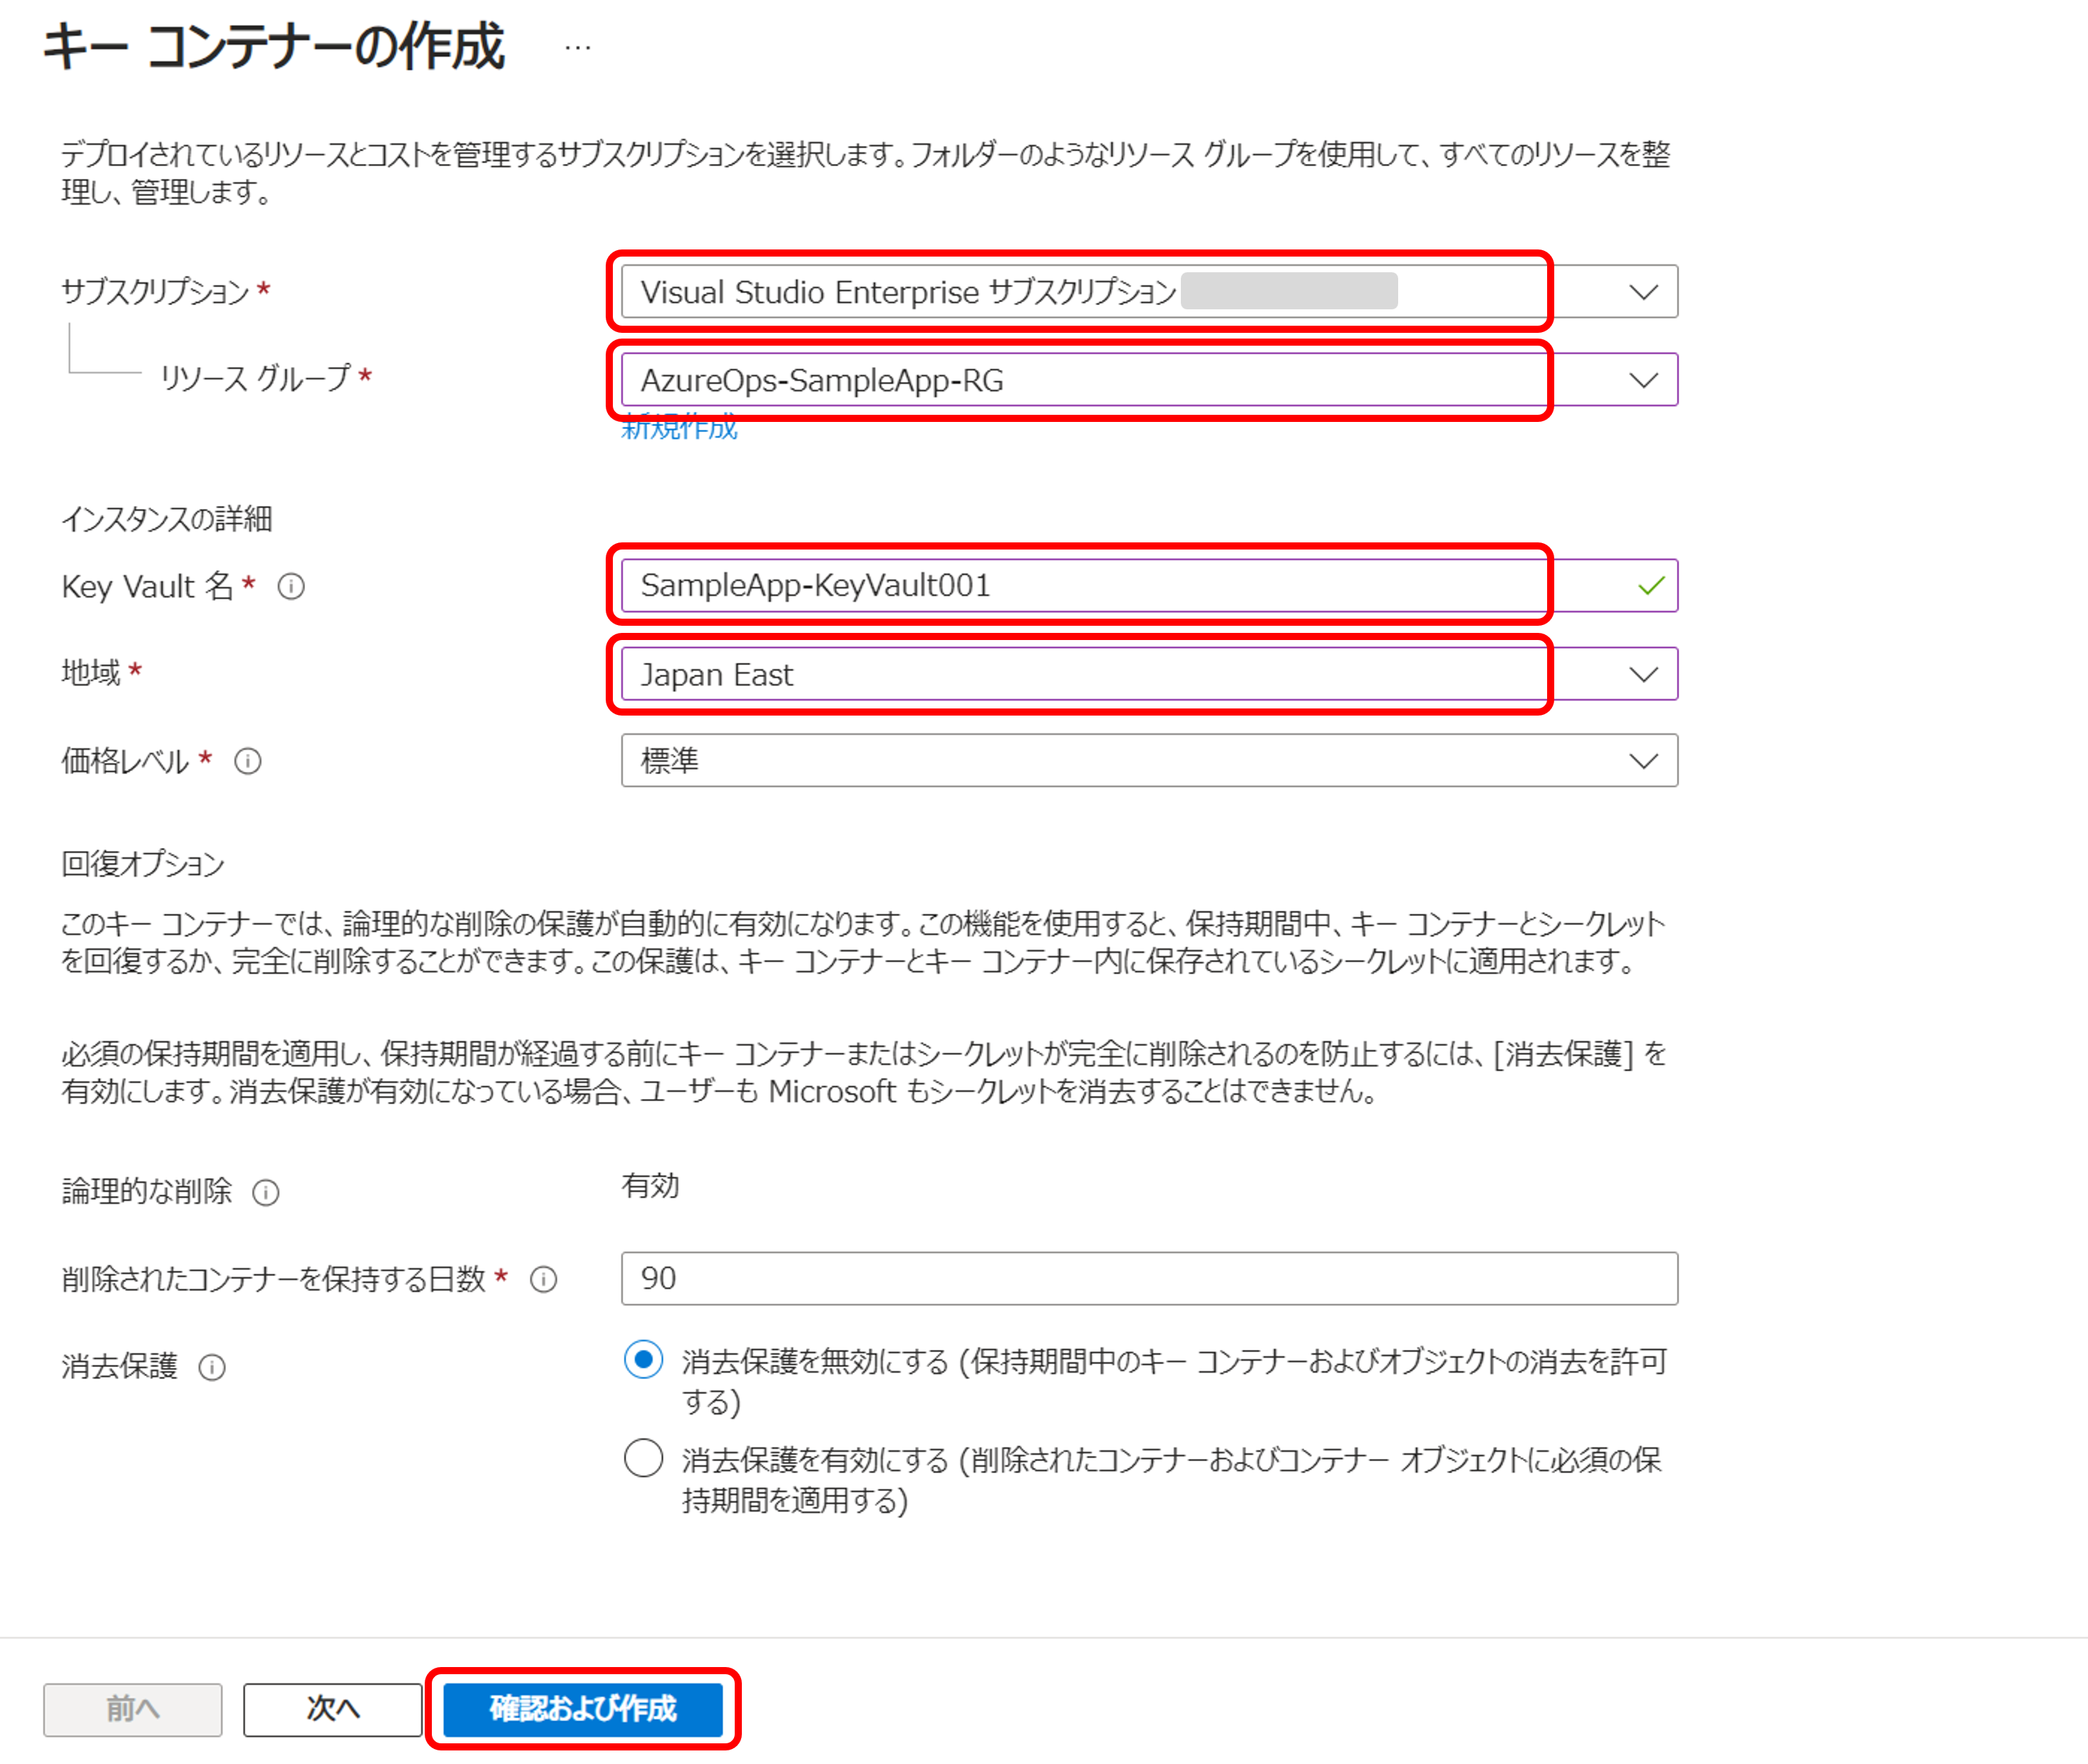 キー コンテナーの作成 …
デプロイされているリソースとコストを管理するサブスクリプションを選択します。フォルダーのようなリソース グループを使用して、すべてのリソースを整
理し、管理します。
サブスクリプション * Visual Studio Enterprise サブスクリプション
リソース グループ * AzureOps-SampleApp-RG
新規作成
インスタンスの詳細
Key Vault 名 * SampleApp-KeyVault001
地域 * Japan East
価格レベル * 標準
回復オプション
このキー コンテナーでは、論理的な削除の保護が自動的に有効になります。この機能を使用すると、保持期間中、キー コンテナーとシークレット
を回復するか、完全に削除することができます。この保護は、キー コンテナーとキー コンテナー内に保存されているシークレットに適用されます。
必須の保持期間を適用し、保持期間が経過する前にキー コンテナーまたはシークレットが完全に削除されるのを防止するには、[消去保護] を
有効にします。消去保護が有効になっている場合、ユーザーも Microsoft もシークレットを消去することはできません。
論理的な削除 有効
削除されたコンテナーを保持する日数 * 90
消去保護 消去保護を無効にする (保持期間中のキー コンテナーおよびオブジェクトの消去を許可
する)
消去保護を有効にする (削除されたコンテナーおよびコンテナー オブジェクトに必須の保
持期間を適用する)
前へ 次へ 確認および作成